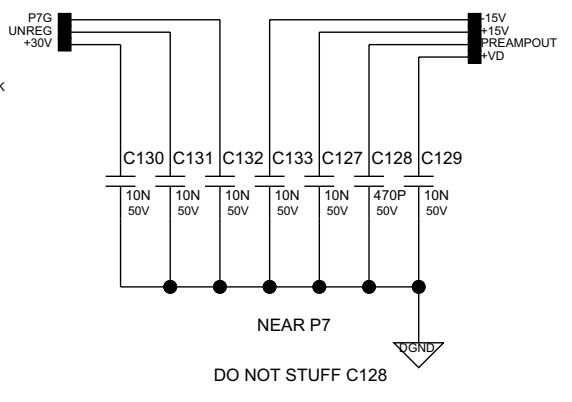 P7G
UNREG
+30V
-15V
+15V
PREAMPOUT
+VD
K
C130 C131 C132 C133 C127 C128 C129
10N 10N 10N 10N 10N 470P 10N
50V 50V 50V 50V 50V 50V 50V
NEAR P7
DGND
DO NOT STUFF C128